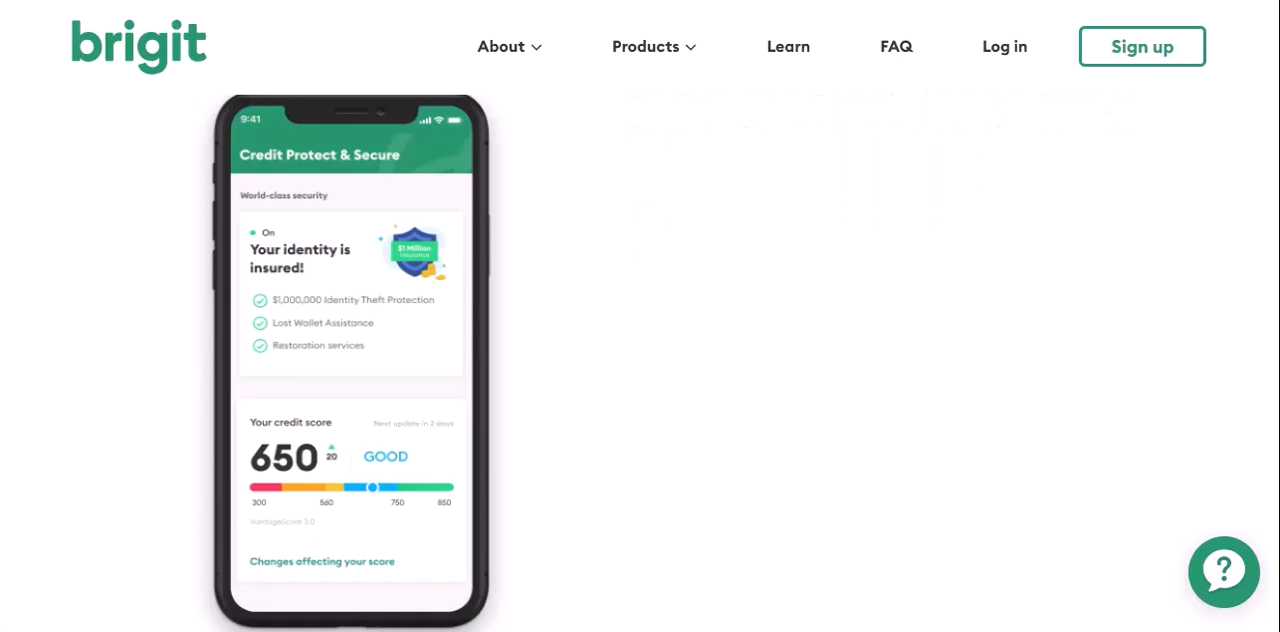 brigit
About
Products
Learn
FAQ
Log in
Sign up
9:41
Credit Protect & Secure
World-class security
On
Your identity is
insured!
$1 Million
Insurance
$1,000,000 Identity Theft Protection
Lost Wallet Assistance
Restoration services
Your credit score
Next update in 2 days
650
20
GOOD
300
560
750
850
VantageScore 3.0
Changes affecting your score
?